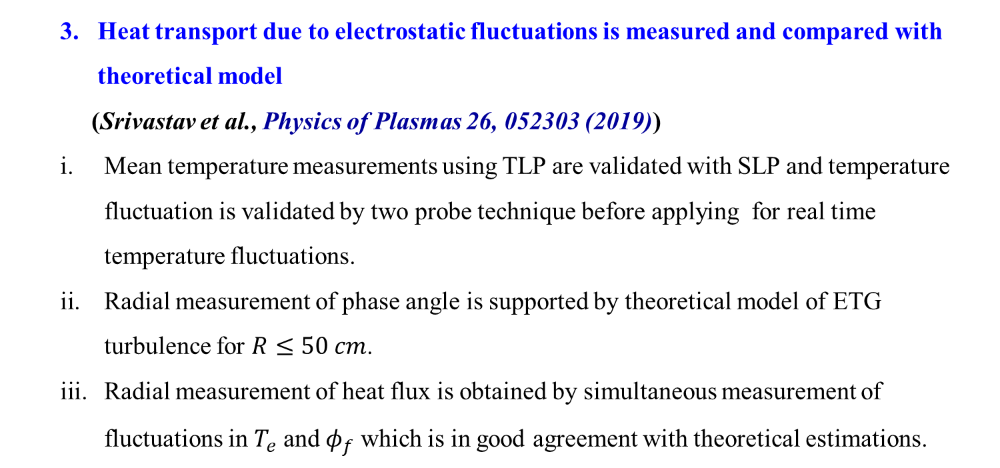 3. Heat transport due to electrostatic fluctuations is measured and compared with
theoretical model
(Srivastav et al., Physics of Plasmas 26, 052303 (2019))
i. Mean temperature measurements using TLP are validated with SLP and temperature
fluctuation is validated by two probe technique before applying for real time
temperature fluctuations.
ii. Radial measurement of phase angle is supported by theoretical model of ETG
turbulence for R ≤ 50 cm.
iii. Radial measurement of heat flux is obtained by simultaneous measurement of
fluctuations in Tₑ and ϕ_f which is in good agreement with theoretical estimations.